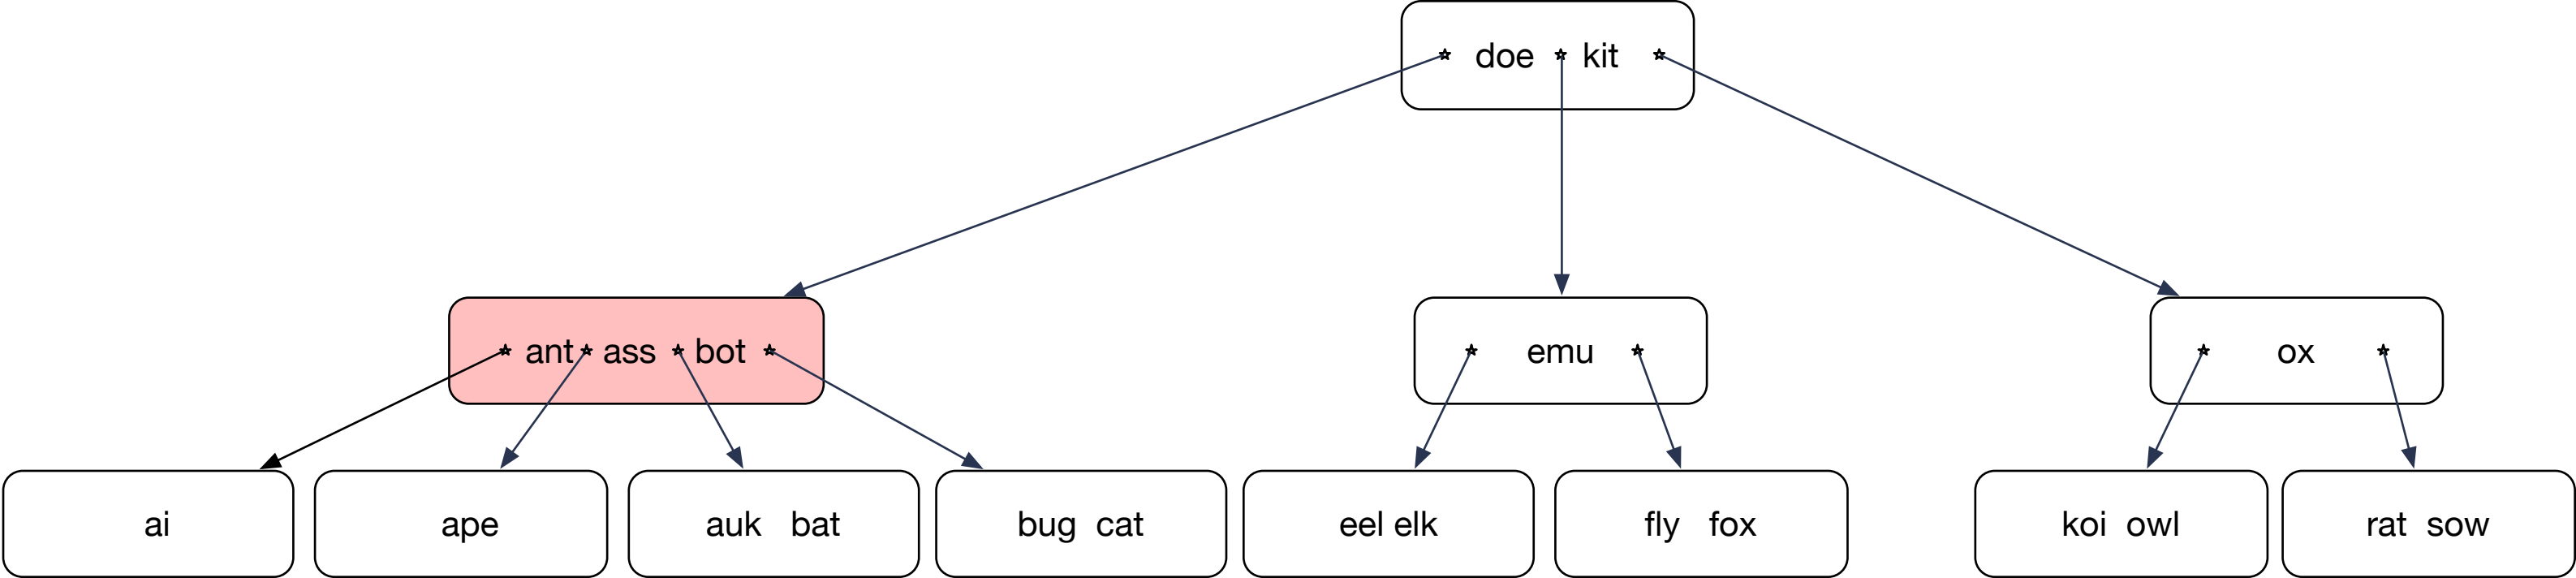 doe kit
ant ass bot
emu
ox
ai
ape
auk bat
bug cat
eel elk
fly fox
koi owl
rat sow